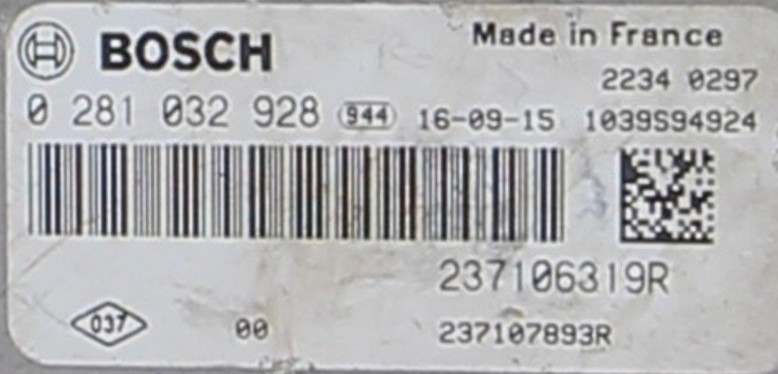 BOSCH Made in France
2234 0297
0 281 032 928 944 16-09-15 1039S94924
237106319R
037 00 237107893R